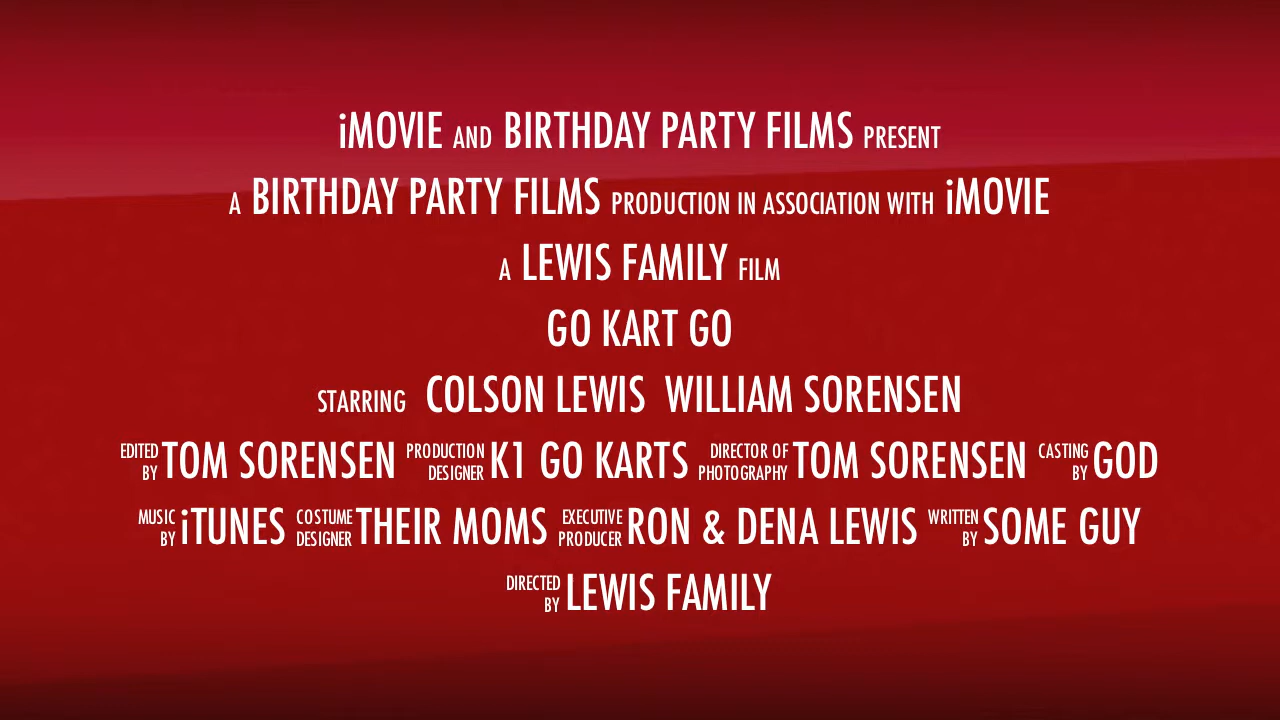 iMOVIE AND BIRTHDAY PARTY FILMS PRESENT
A BIRTHDAY PARTY FILMS PRODUCTION IN ASSOCIATION WITH iMOVIE
A LEWIS FAMILY FILM
GO KART GO
STARRING COLSON LEWIS WILLIAM SORENSEN
EDITED BY TOM SORENSEN PRODUCTION DESIGNER K1 GO KARTS DIRECTOR OF PHOTOGRAPHY TOM SORENSEN CASTING BY GOD
MUSIC BY iTUNES COSTUME DESIGNER THEIR MOMS EXECUTIVE PRODUCER RON & DENA LEWIS WRITTEN BY SOME GUY
DIRECTED BY LEWIS FAMILY